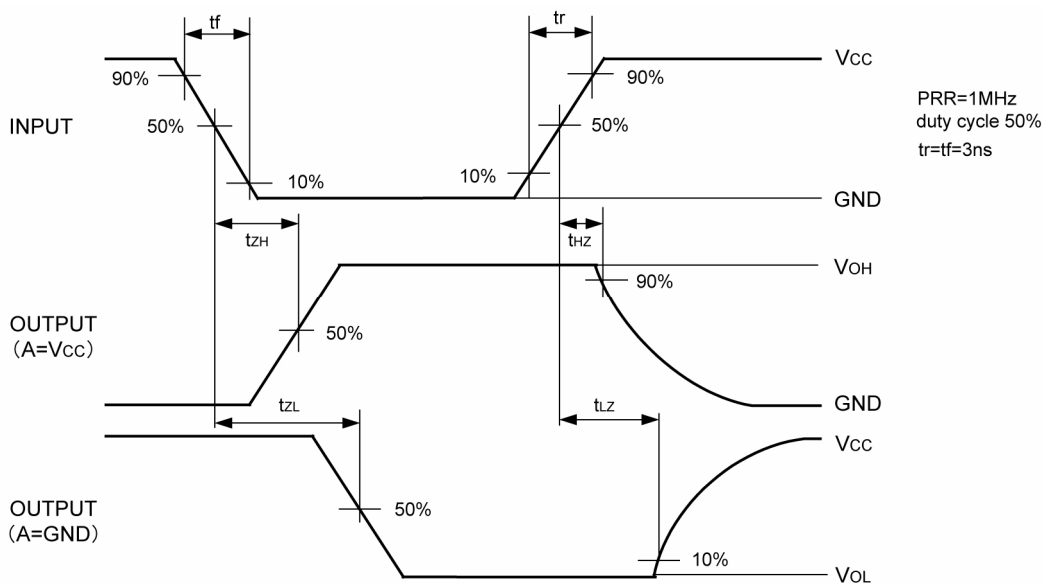 tf
tr
VCC
90%
90%
PRR=1MHz
INPUT
50%
50%
duty cycle 50%
tr=tf=3ns
10%
10%
GND
tZH
tHZ
VOH
90%
OUTPUT
(A=VCC)
50%
tZL
tLZ
GND
VCC
OUTPUT
(A=GND)
50%
10%
VOL